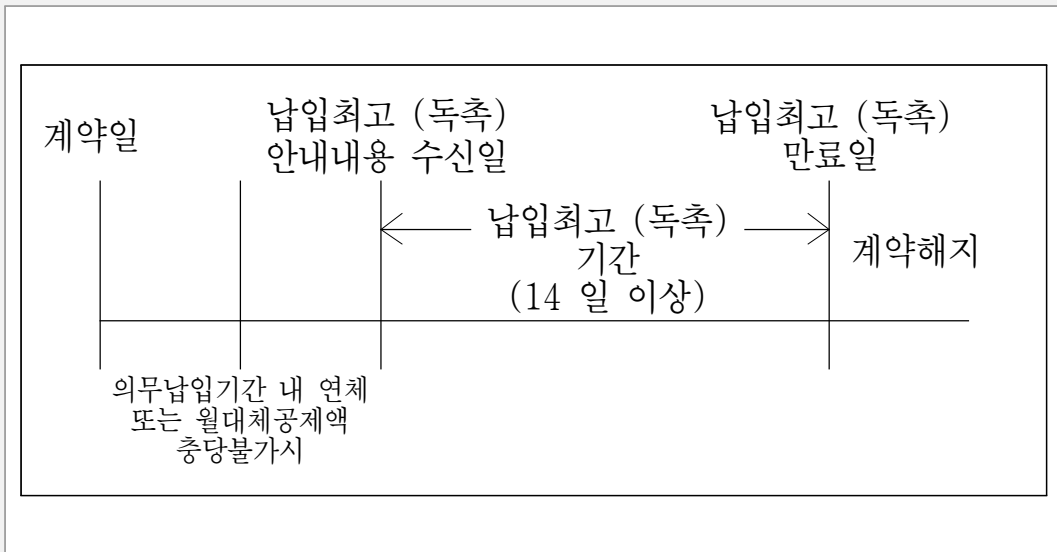 계약일
납입최고 (독촉)
안내내용 수신일
납입최고 (독촉)
만료일
납입최고 (독촉)
기간
(14 일 이상)
계약해지
의무납입기간 내 연체
또는 월대체공제액
충당불가시